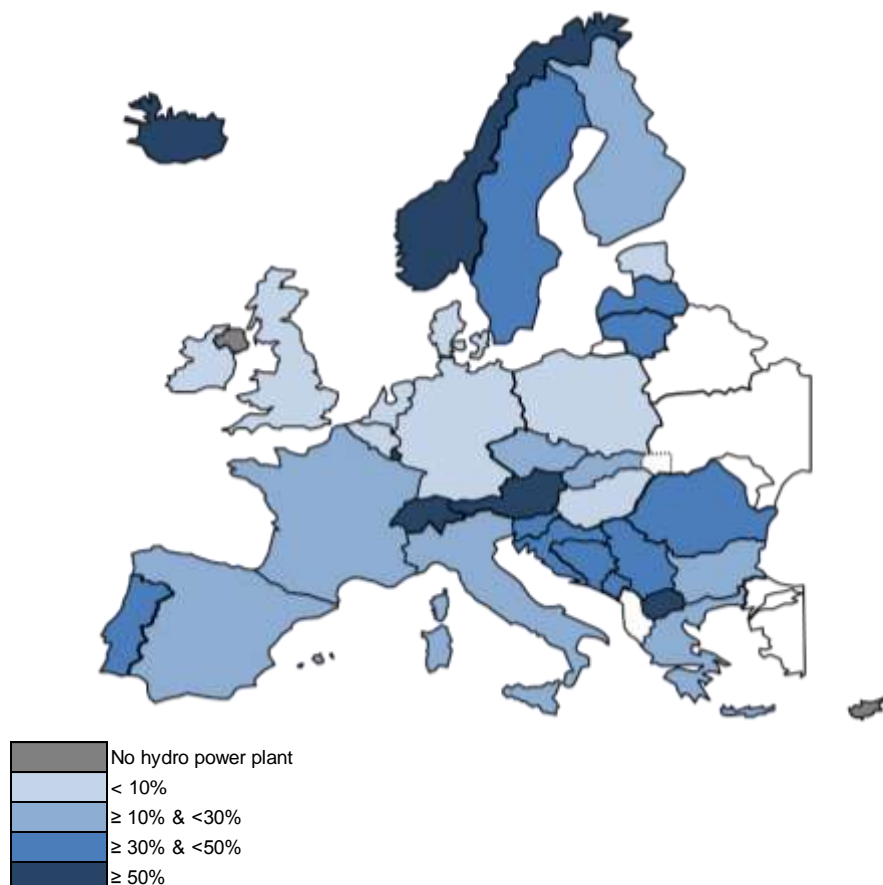 No hydro power plant
< 10%
≥ 10% & <30%
≥ 30% & <50%
≥ 50%